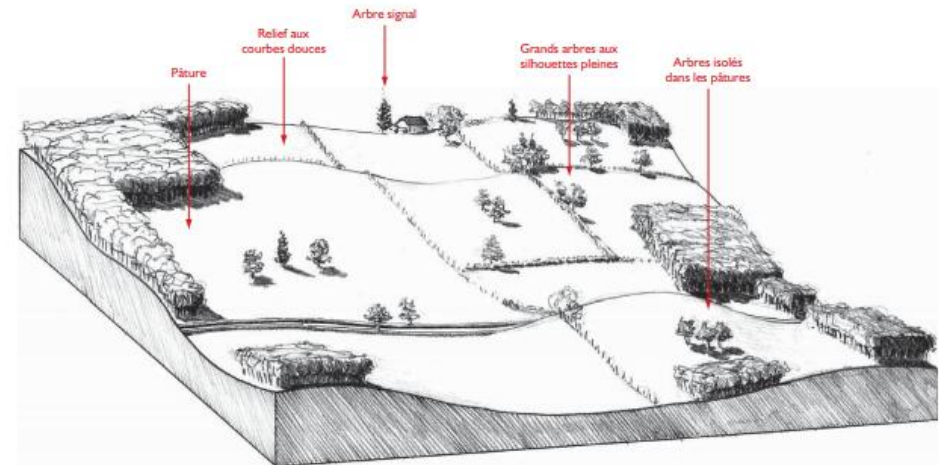 Arbre signal
Relief aux
courbes douces
Pâture
Grands arbres aux
silhouettes pleines
Arbres isolés
dans les pâtures